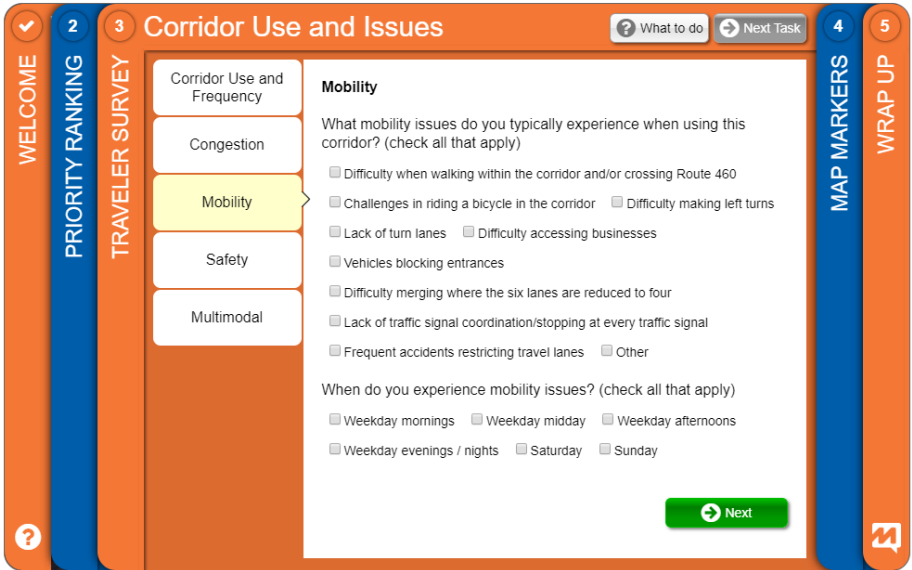 WELCOME
2
PRIORITY RANKING
3
TRAVELER SURVEY
Corridor Use and Issues
? What to do
Next Task
Corridor Use and
Frequency
Congestion
Mobility
Safety
Multimodal
Mobility
What mobility issues do you typically experience when using this
corridor? (check all that apply)
Difficulty when walking within the corridor and/or crossing Route 460
Challenges in riding a bicycle in the corridor Difficulty making left turns
Lack of turn lanes Difficulty accessing businesses
Vehicles blocking entrances
Difficulty merging where the six lanes are reduced to four
Lack of traffic signal coordination/stopping at every traffic signal
Frequent accidents restricting travel lanes Other
When do you experience mobility issues? (check all that apply)
Weekday mornings Weekday midday Weekday afternoons
Weekday evenings / nights Saturday Sunday
Next
4
MAP MARKERS
5
WRAP UP
?